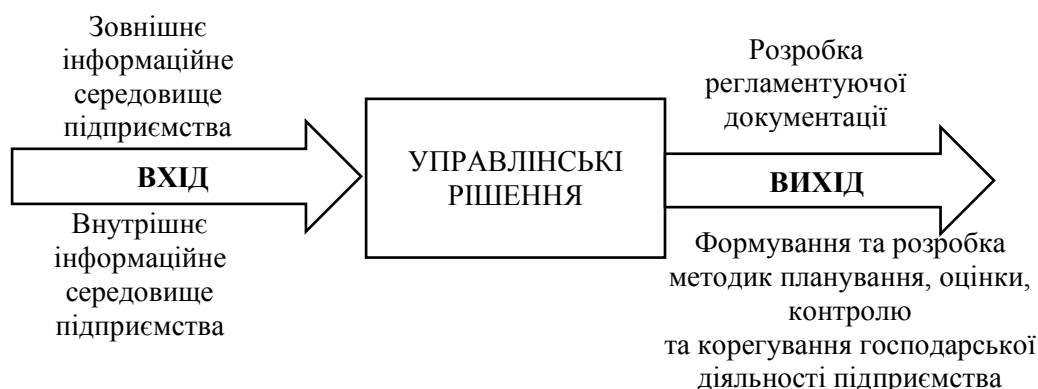 Зовнішнє
інформаційне
середовище
підприємства
ВХІД
Внутрішнє
інформаційне
середовище
підприємства
УПРАВЛІНСЬКІ
РІШЕННЯ
Розробка
регламентуючої
документації
ВИХІД
Формування та розробка
методик планування, оцінки,
контролю
та корегування господарської
діяльності підприємства